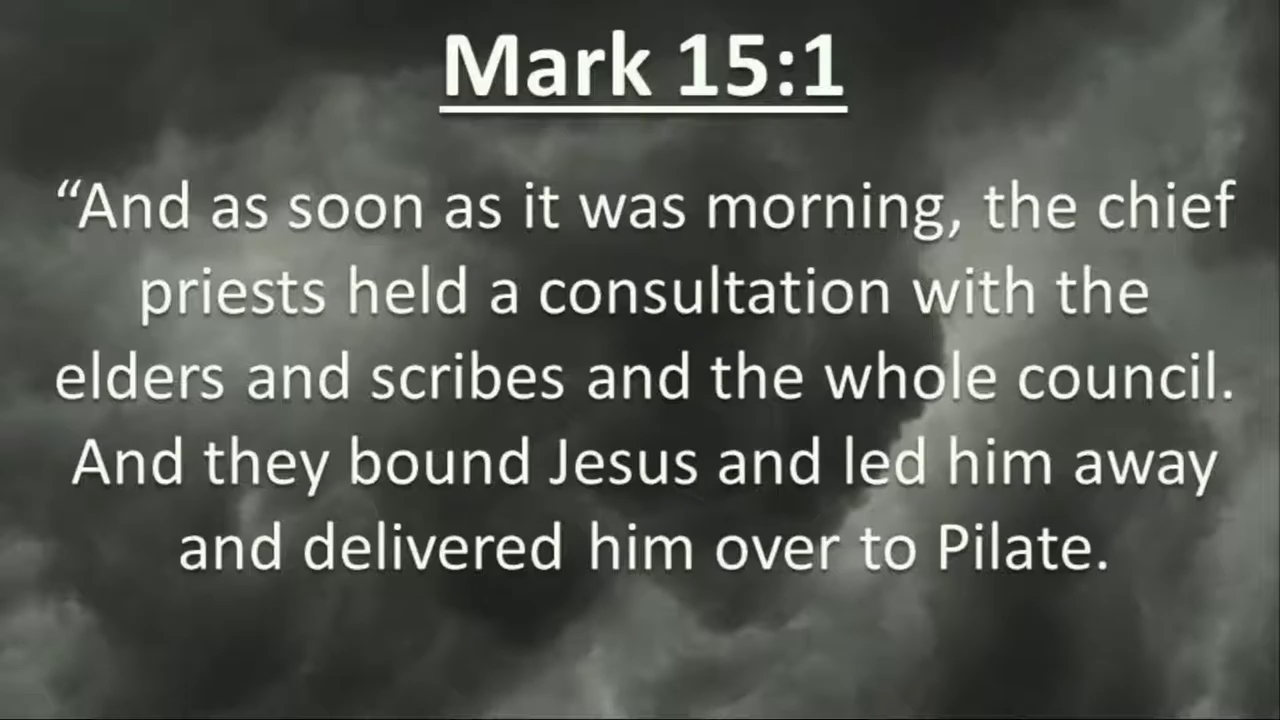 Mark 15:1
“And as soon as it was morning, the chief
priests held a consultation with the
elders and scribes and the whole council.
And they bound Jesus and led him away
and delivered him over to Pilate.